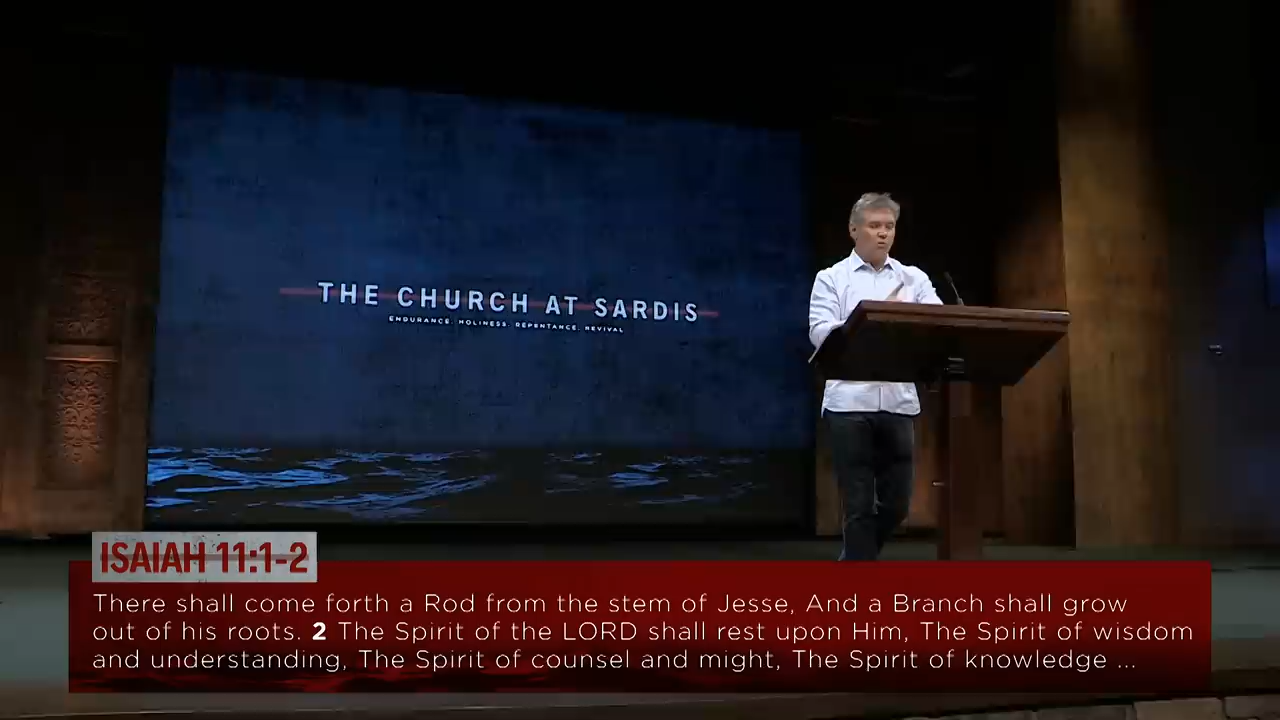 THE CHURCH AT SARDIS
ENDURANCE. HOLINESS. REPENTANCE. REVIVAL
ISAIAH 11:1-2
There shall come forth a Rod from the stem of Jesse, And a Branch shall grow
out of his roots. 2 The Spirit of the LORD shall rest upon Him, The Spirit of wisdom
and understanding, The Spirit of counsel and might, The Spirit of knowledge ...